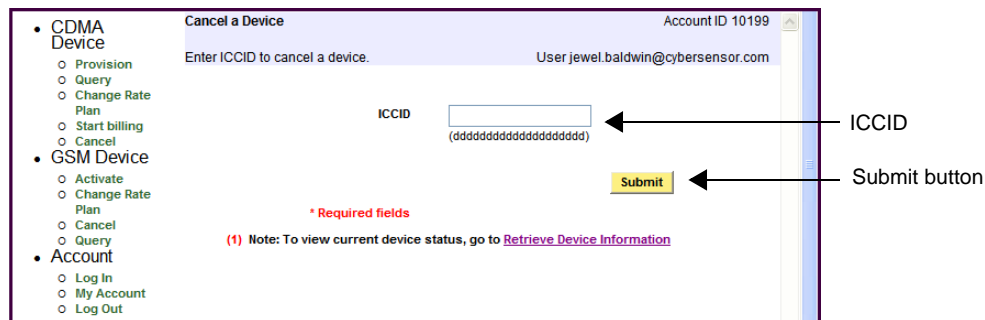 CDMA
Device
Provision
Query
Change Rate
Plan
Start billing
Cancel
GSM Device
Activate
Change Rate
Plan
Cancel
Query
Account
Log In
My Account
Log Out
Cancel a Device
Account ID 10199
Enter ICCID to cancel a device.
User jewel.baldwin@cybersensor.com
ICCID
(dddddddddddddddddddd)
Submit
* Required fields
(1) Note: To view current device status, go to Retrieve Device Information
ICCID
Submit button